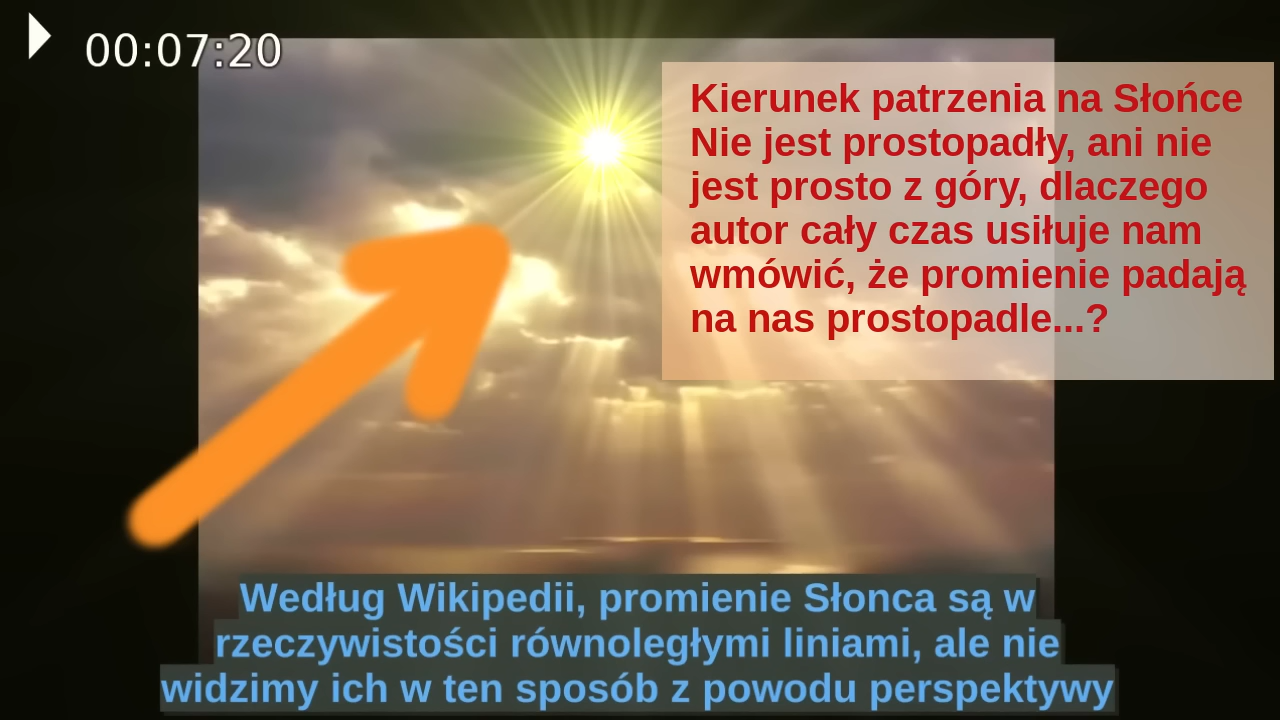 00:07:20
Kierunek patrzenia na Słońce
Nie jest prostopadły, ani nie
jest prosto z góry, dlaczego
autor cały czas usiłuje nam
wmówić, że promienie padają
na nas prostopadle...?
Według Wikipedii, promienie Słonca są w
rzeczywistości równoległymi liniami, ale nie
widzimy ich w ten sposób z powodu perspektywy